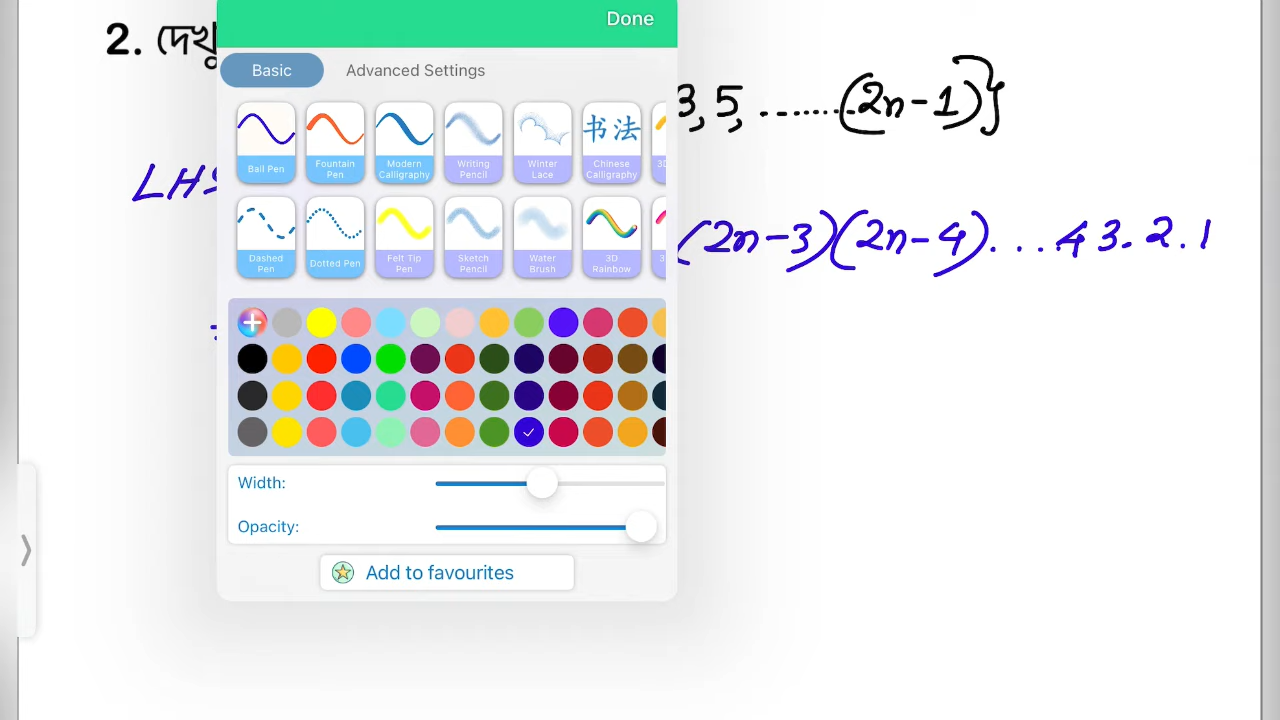 Done
2. দেখ
Basic Advanced Settings
3, 5, ....... (2n-1)}
Ball Pen Fountain Pen Modern Calligraphy Writing Pencil Winter Lace 书法 Chinese Calligraphy
LHS
(2n-3)(2n-4)...4 3. 2. 1
Dashed Pen Dotted Pen Felt Tip Pen Sketch Pencil Water Brush 3D Rainbow
Width:
Opacity:
Add to favourites